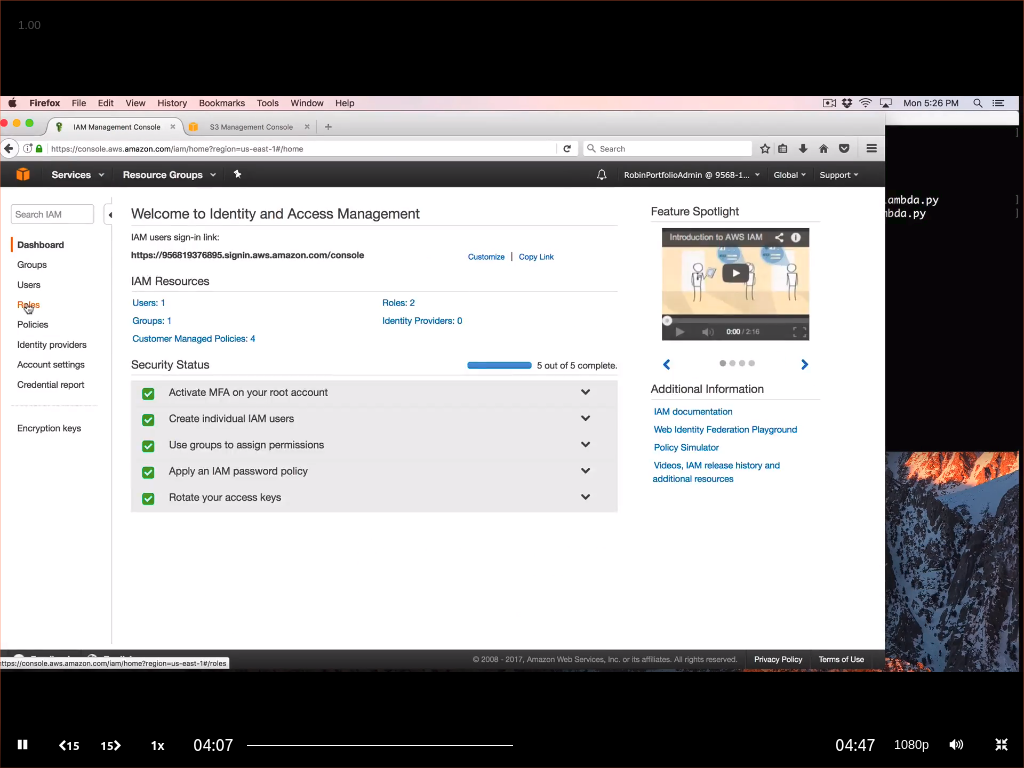 1.00
Firefox File Edit View History Bookmarks Tools Window Help Mon 5:26 PM
IAM Management Console S3 Management Console
https://console.aws.amazon.com/iam/home?region=us-east-1#/home Search
Services Resource Groups RobinPortfolioAdmin @ 9568-1... Global Support
ambda.py
bda.py
Search IAM
Dashboard
Groups
Users
Roles
Policies
Identity providers
Account settings
Credential report
Encryption keys
Welcome to Identity and Access Management
IAM users sign-in link:
https://956819376895.signin.aws.amazon.com/console Customize | Copy Link
IAM Resources
Users: 1 Roles: 2
Groups: 1 Identity Providers: 0
Customer Managed Policies: 4
Security Status 5 out of 5 complete.
Activate MFA on your root account
Create individual IAM users
Use groups to assign permissions
Apply an IAM password policy
Rotate your access keys
Feature Spotlight
Introduction to AWS IAM
0:00 / 2:16
Additional Information
IAM documentation
Web Identity Federation Playground
Policy Simulator
Videos, IAM release history and
additional resources
ttps://console.aws.amazon.com/iam/home?region=us-east-1#/roles
© 2008 - 2017, Amazon Web Services, Inc. or its affiliates. All rights reserved. Privacy Policy Terms of Use
15 15 1x 04:07 04:47 1080p